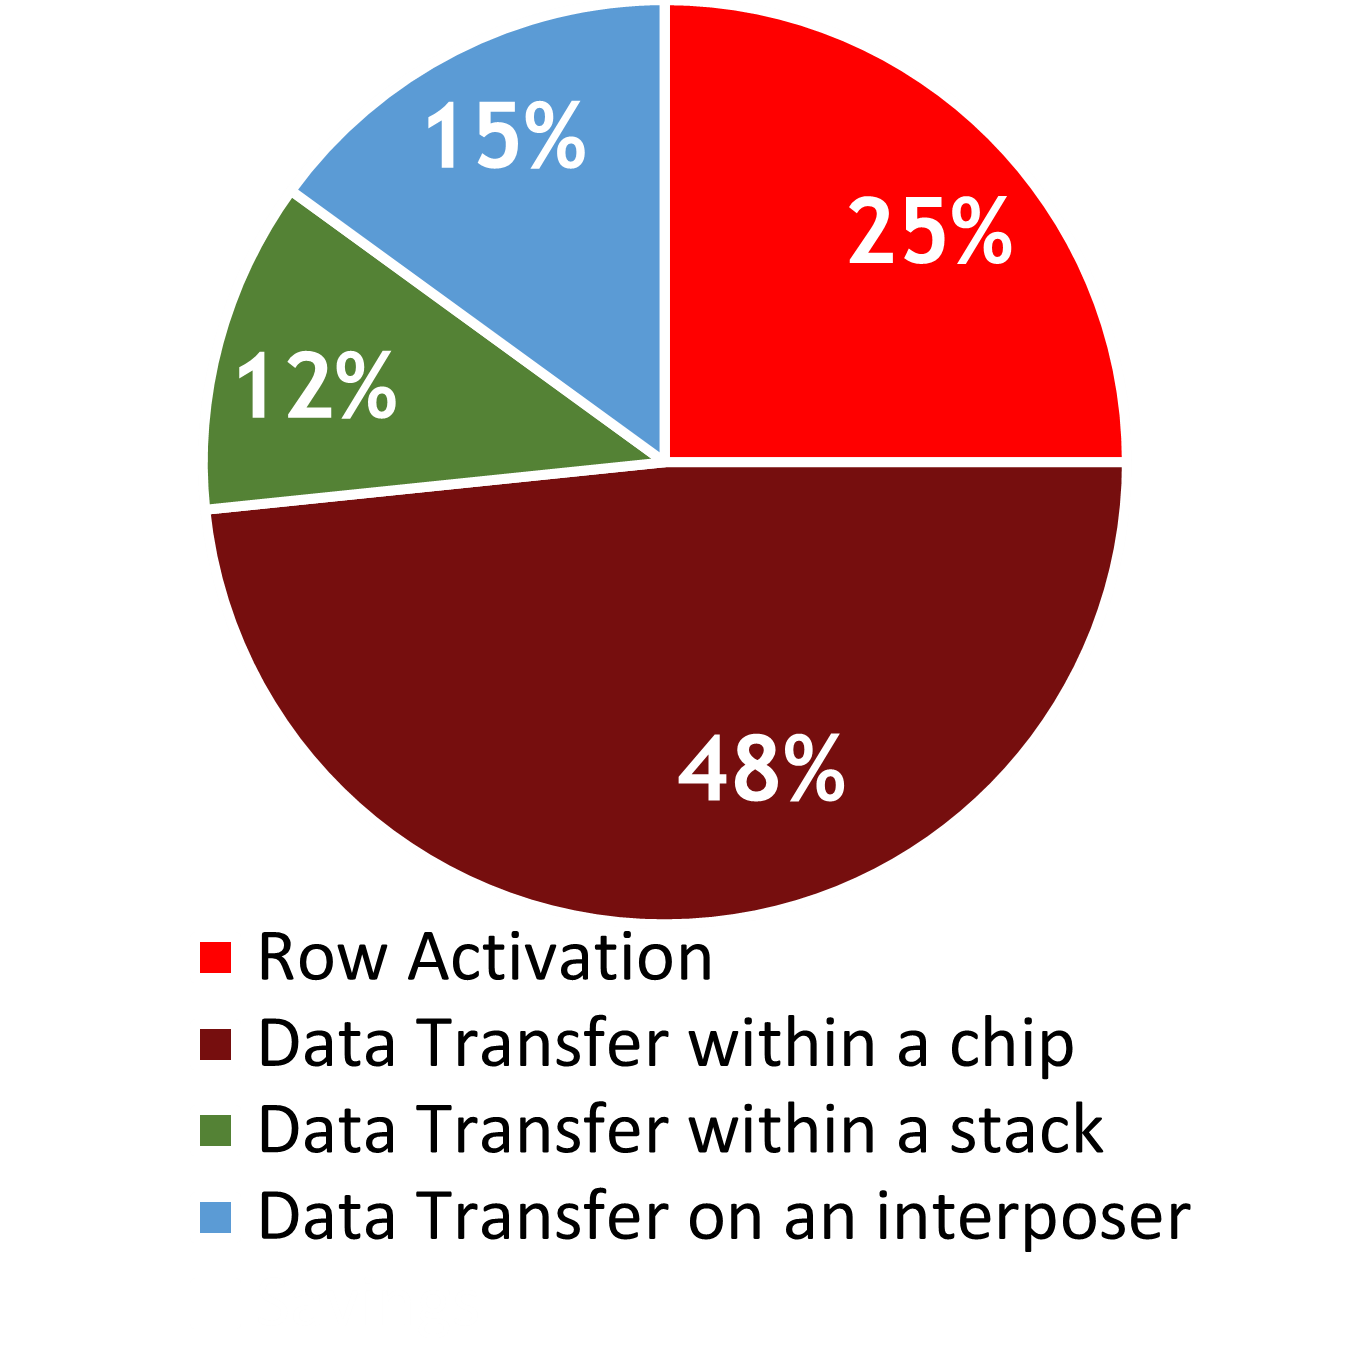 15%
25%
12%
48%
Row Activation
Data Transfer within a chip
Data Transfer within a stack
Data Transfer on an interposer